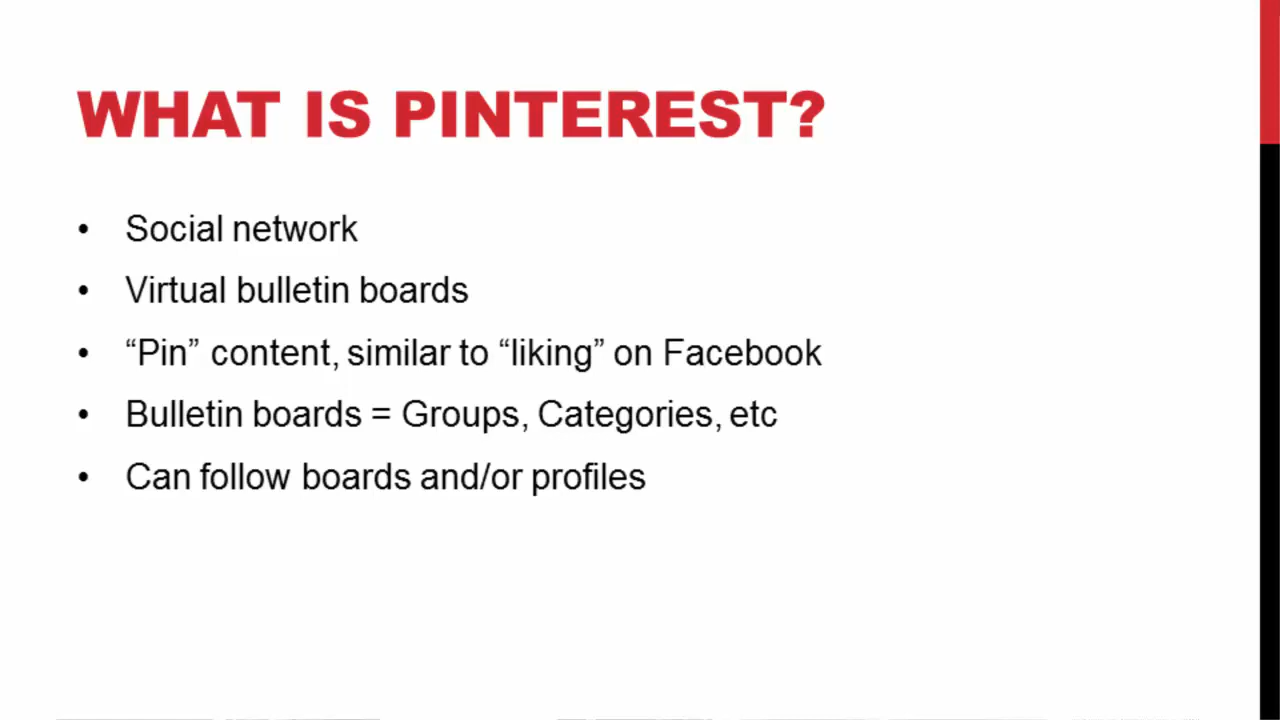 WHAT IS PINTEREST?
• Social network
• Virtual bulletin boards
• “Pin” content, similar to “liking” on Facebook
• Bulletin boards = Groups, Categories, etc
• Can follow boards and/or profiles